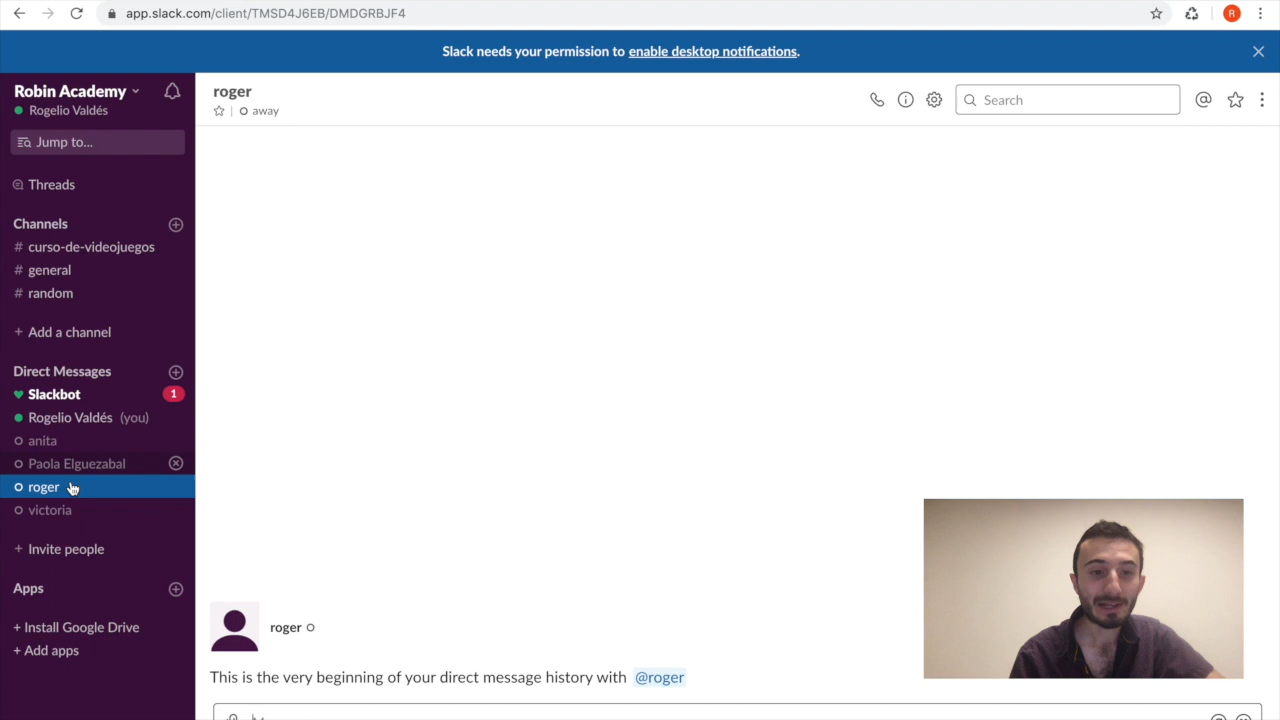 app.slack.com/client/TMSD4J6EB/DMDGRBJF4
R
Slack needs your permission to enable desktop notifications.
Robin Academy
Rogelio Valdés
Jump to...
Threads
Channels
# curso-de-videojuegos
# general
# random
+ Add a channel
Direct Messages
Slackbot 1
Rogelio Valdés (you)
anita
Paola Elguezabal
roger
victoria
+ Invite people
Apps
+ Install Google Drive
+ Add apps
roger
away
Search
roger
This is the very beginning of your direct message history with @roger